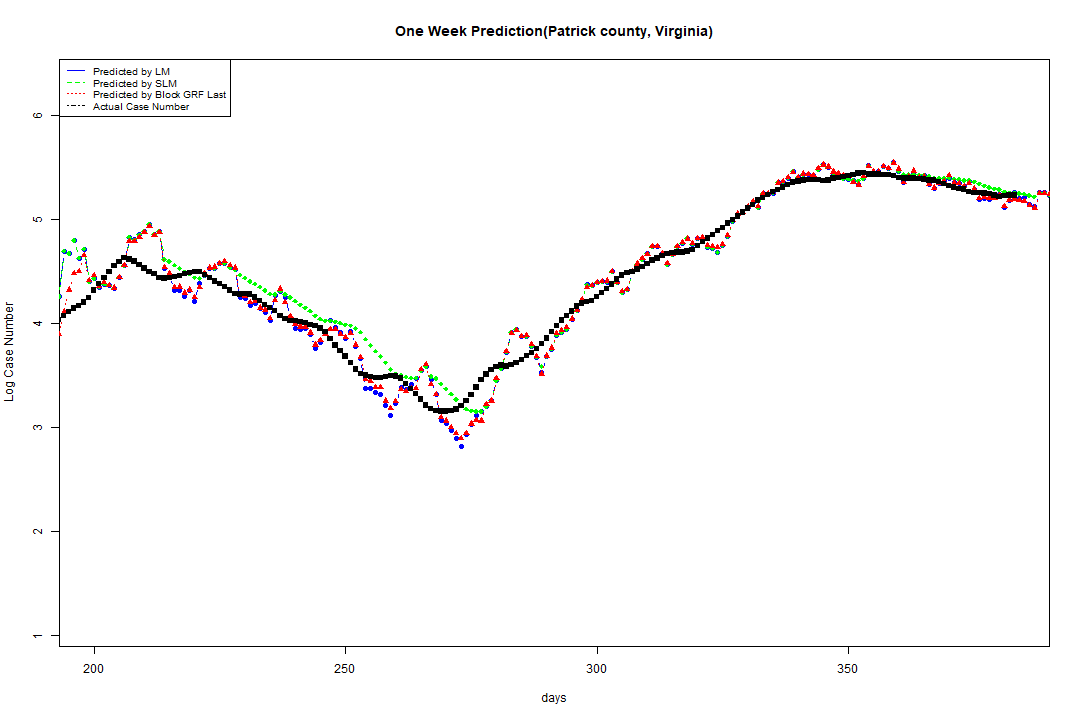 One Week Prediction(Patrick county, Virginia)
Predicted by LM
Predicted by SLM
Predicted by Block GRF Last
Actual Case Number
6
5
4
3
2
1
Log Case Number
200 250 300 350
days